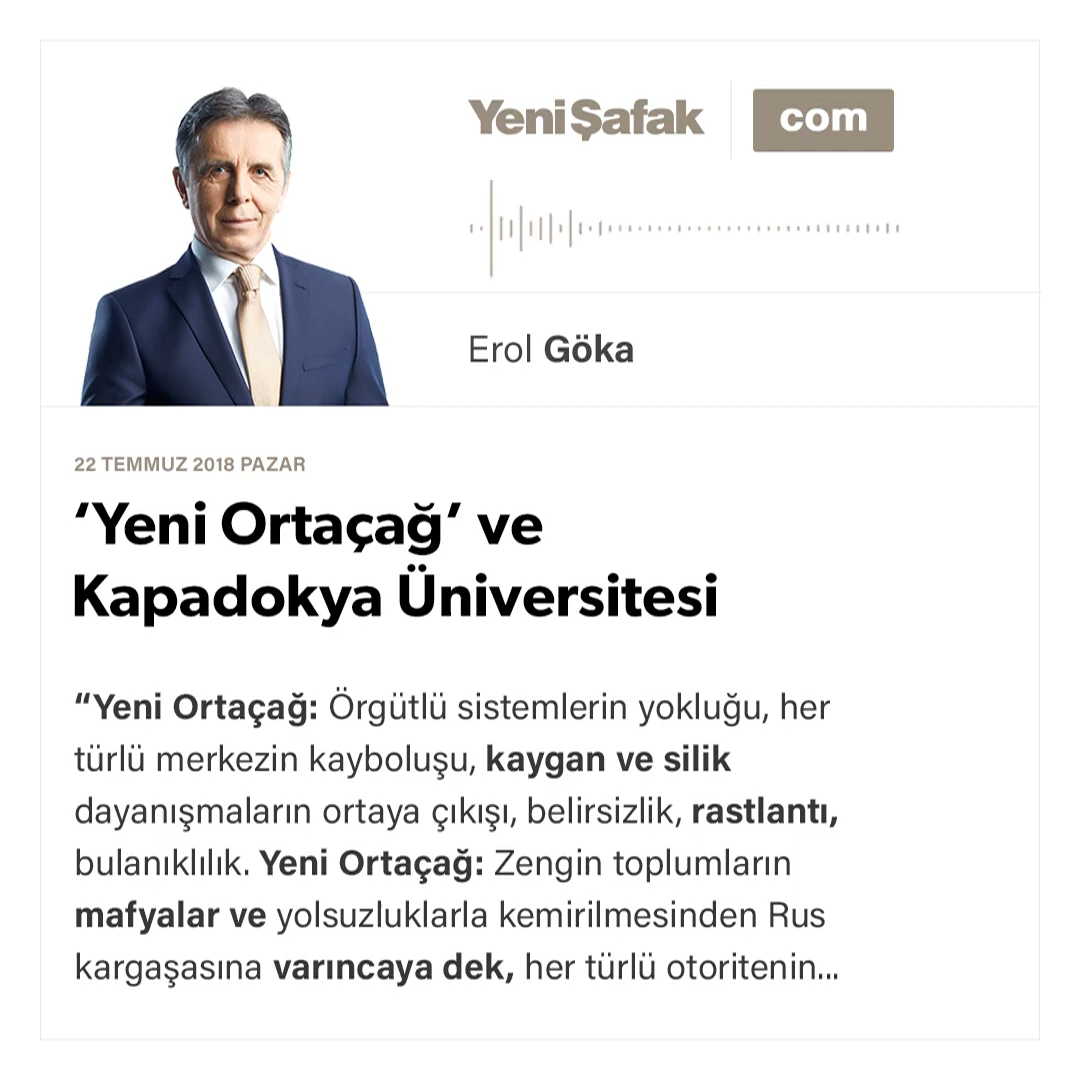 YeniŞafak com
Erol Göka
22 TEMMUZ 2018 PAZAR
‘Yeni Ortaçağ’ ve
Kapadokya Üniversitesi
“Yeni Ortaçağ: Örgütlü sistemlerin yokluğu, her
türlü merkezin kayboluşu, kaygan ve silik
dayanışmaların ortaya çıkışı, belirsizlik, rastlantı,
bulanıklılık. Yeni Ortaçağ: Zengin toplumların
mafyalar ve yolsuzluklarla kemirilmesinden Rus
kargaşasına varıncaya dek, her türlü otoritenin...